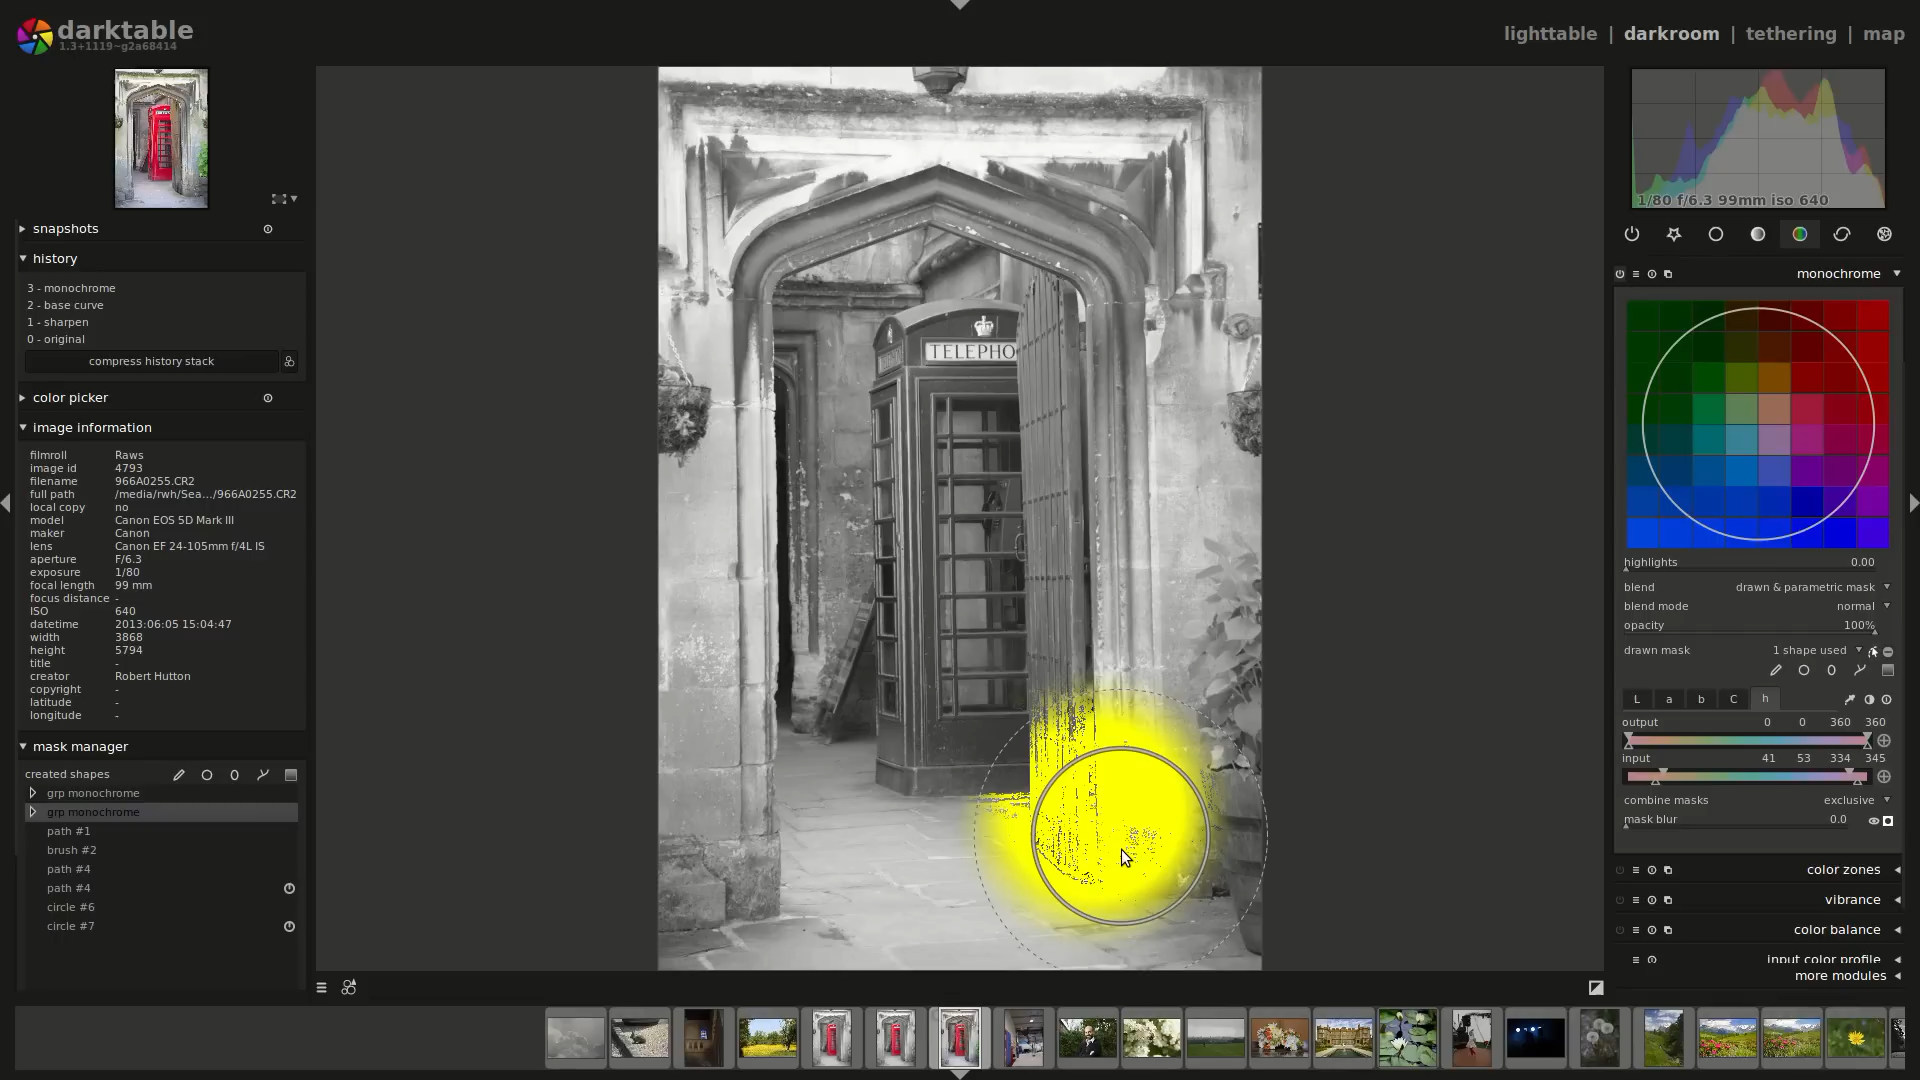 darktable
1.3+1119~g2a68414
lighttable | darkroom | tethering | map
1/80 f/6.3 99mm iso 640
snapshots
history
3 - monochrome
2 - base curve
1 - sharpen
0 - original
compress history stack
color picker
image information
filmroll Raws
image id 4793
filename 966A0255.CR2
full path /media/rwh/Sea.../966A0255.CR2
local copy no
model Canon EOS 5D Mark III
maker Canon
lens Canon EF 24-105mm f/4L IS
aperture F/6.3
exposure 1/80
focal length 99 mm
focus distance -
ISO 640
datetime 2013:06:05 15:04:47
width 3868
height 5794
title -
creator Robert Hutton
copyright -
latitude -
longitude -
mask manager
created shapes
grp monochrome
grp monochrome
path #1
brush #2
path #4
path #4
circle #6
circle #7
TELEPHO
monochrome
highlights 0.00
blend drawn & parametric mask
blend mode normal
opacity 100%
drawn mask 1 shape used
L a b C h
output 0 0 360 360
input 41 53 334 345
combine masks exclusive
mask blur 0.0
color zones
vibrance
color balance
input color profile
more modules